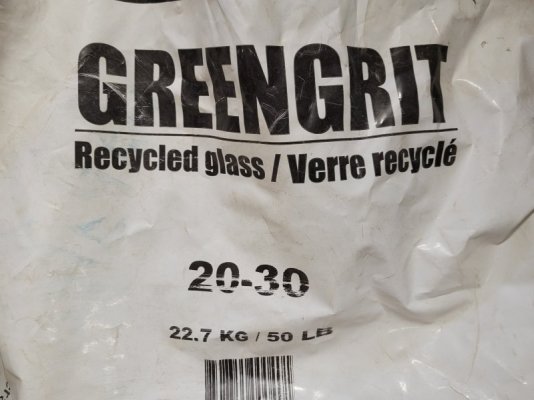 GREENGRIT
Recycled glass / Verre recyclé
20-30
22.7 KG / 50 LB